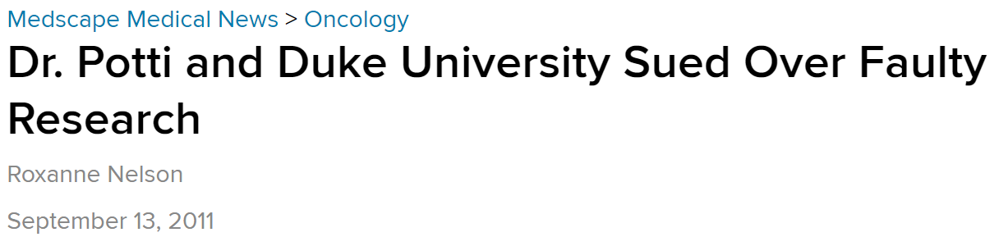 Medscape Medical News > Oncology
Dr. Potti and Duke University Sued Over Faulty
Research
Roxanne Nelson
September 13, 2011